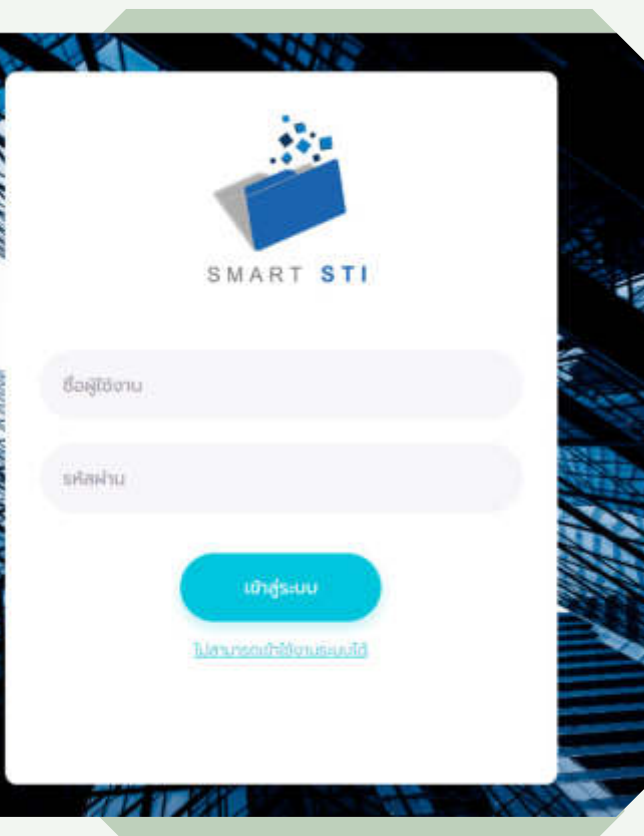 SMART STI
ชื่อผู้ใช้งาน
รหัสผ่าน
เข้าสู่ระบบ
ไม่สามารถเข้าใช้งานระบบได้